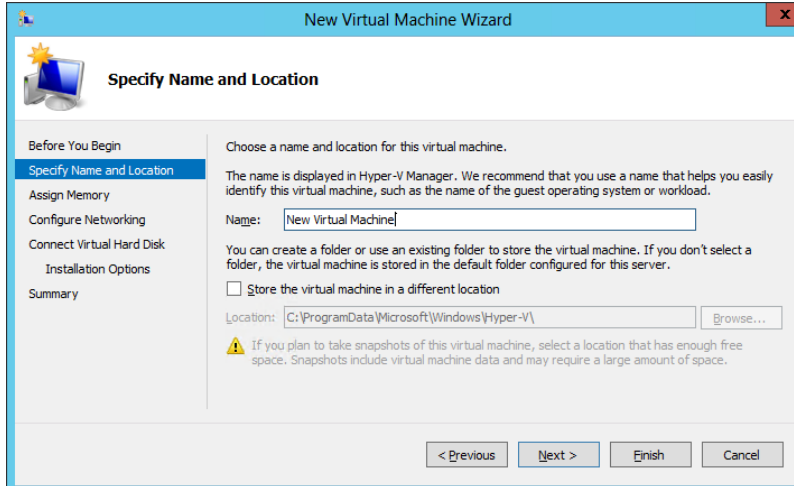 New Virtual Machine Wizard
x
Specify Name and Location
Before You Begin
Specify Name and Location
Assign Memory
Configure Networking
Connect Virtual Hard Disk
Installation Options
Summary
Choose a name and location for this virtual machine.
The name is displayed in Hyper-V Manager. We recommend that you use a name that helps you easily
identify this virtual machine, such as the name of the guest operating system or workload.
Name: New Virtual Machine
You can create a folder or use an existing folder to store the virtual machine. If you don't select a
folder, the virtual machine is stored in the default folder configured for this server.
Store the virtual machine in a different location
Location: C:\ProgramData\Microsoft\Windows\Hyper-V\ Browse...
If you plan to take snapshots of this virtual machine, select a location that has enough free
space. Snapshots include virtual machine data and may require a large amount of space.
< Previous Next > Finish Cancel